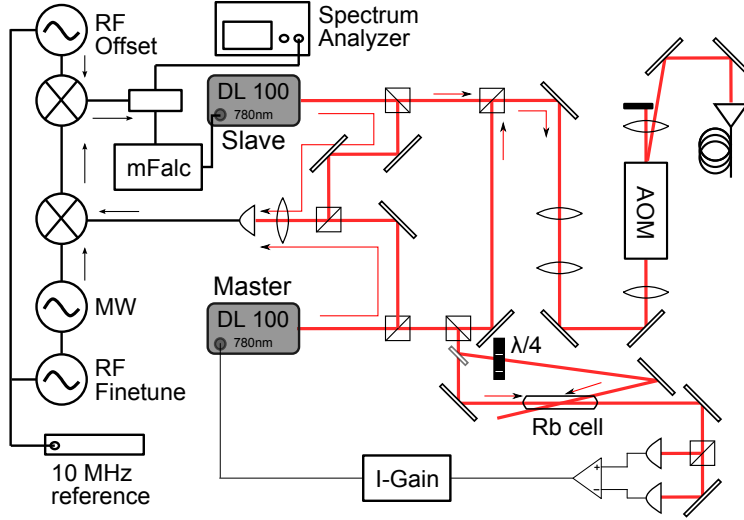 RF
Offset
Spectrum
Analyzer
DL 100
780nm
Slave
mFalc
AOM
Master
DL 100
780nm
MW
λ/4
RF
Finetune
Rb cell
10 MHz
reference
I-Gain
+
−